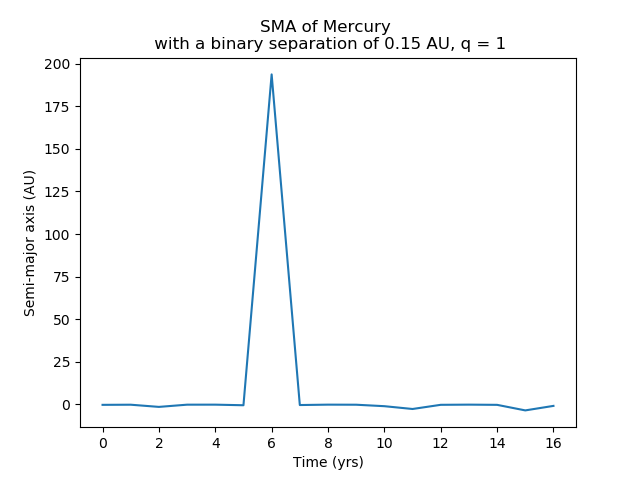 SMA of Mercury
with a binary separation of 0.15 AU, q = 1
200
175
150
125
100
75
50
25
0
Semi-major axis (AU)
0 2 4 6 8 10 12 14 16
Time (yrs)